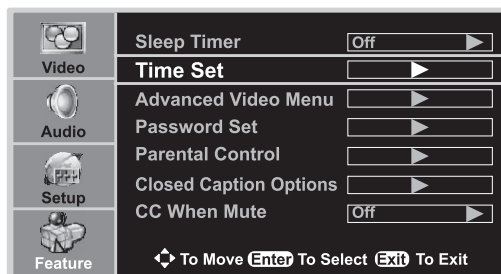 Video
Audio
Setup
Feature
Sleep Timer Off
Time Set
Advanced Video Menu
Password Set
Parental Control
Closed Caption Options
CC When Mute Off
To Move Enter To Select Exit To Exit